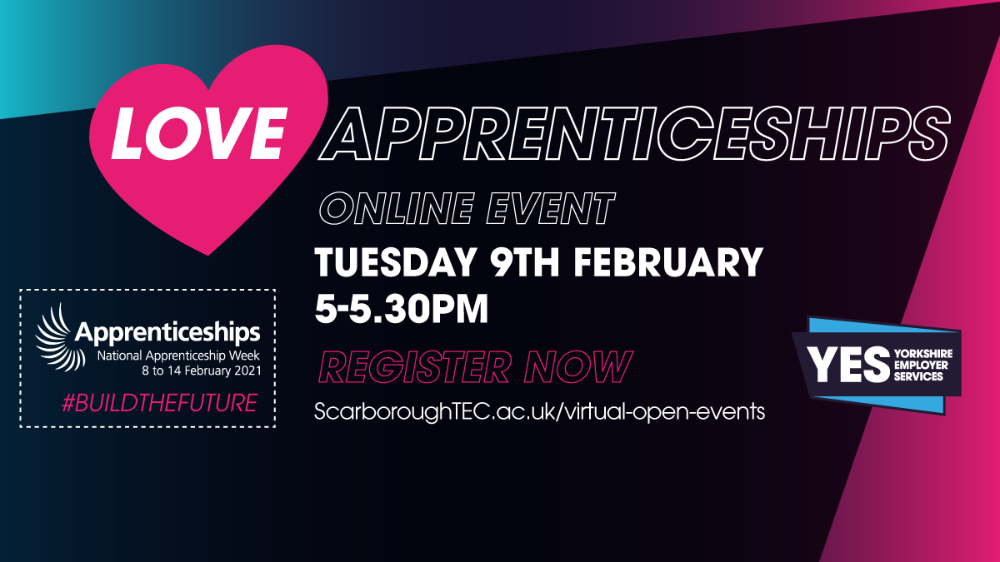 LOVE APPRENTICESHIPS
ONLINE EVENT
TUESDAY 9TH FEBRUARY
5-5.30PM
REGISTER NOW
ScarboroughTEC.ac.uk/virtual-open-events
Apprenticeships
National Apprenticeship Week
8 to 14 February 2021
#BUILDTHEFUTURE
YES YORKSHIRE
EMPLOYER
SERVICES